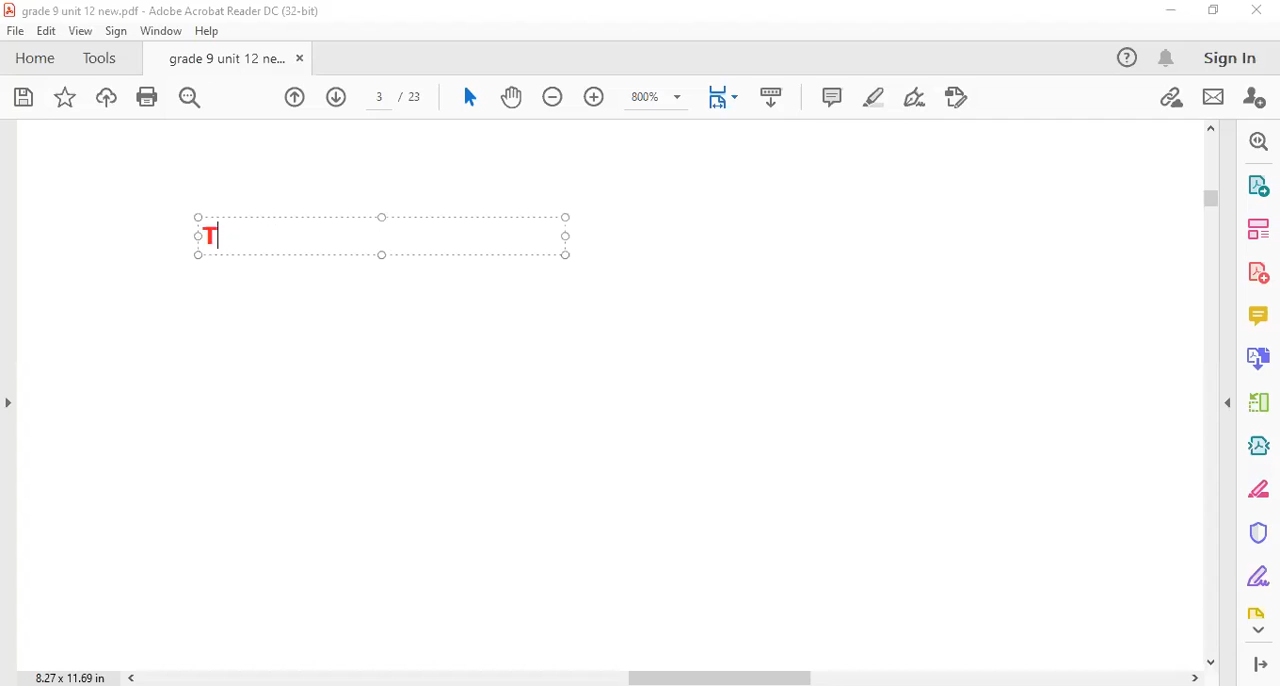 grade 9 unit 12 new.pdf - Adobe Acrobat Reader DC (32-bit)
File Edit View Sign Window Help
Home Tools grade 9 unit 12 ne... × Sign In
3 / 23 800%
T
8.27 x 11.69 in